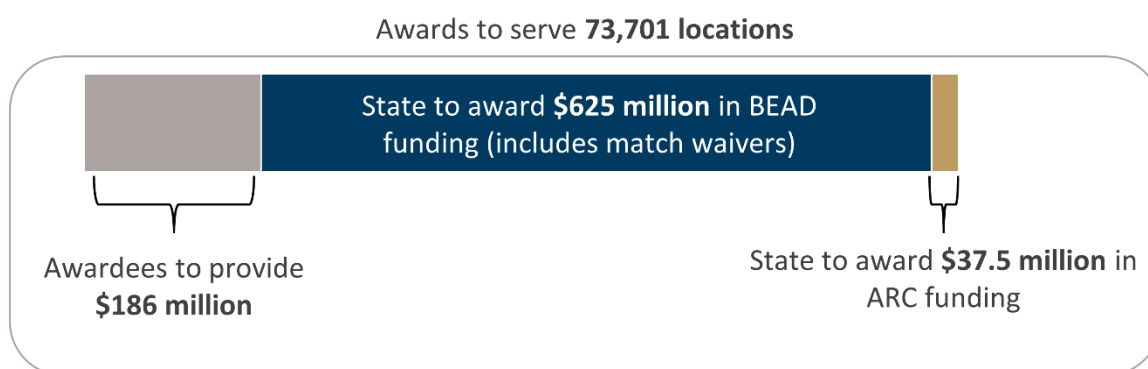 Awards to serve 73,701 locations
State to award $625 million in BEAD
funding (includes match waivers)
Awardees to provide
$186 million
State to award $37.5 million in
ARC funding